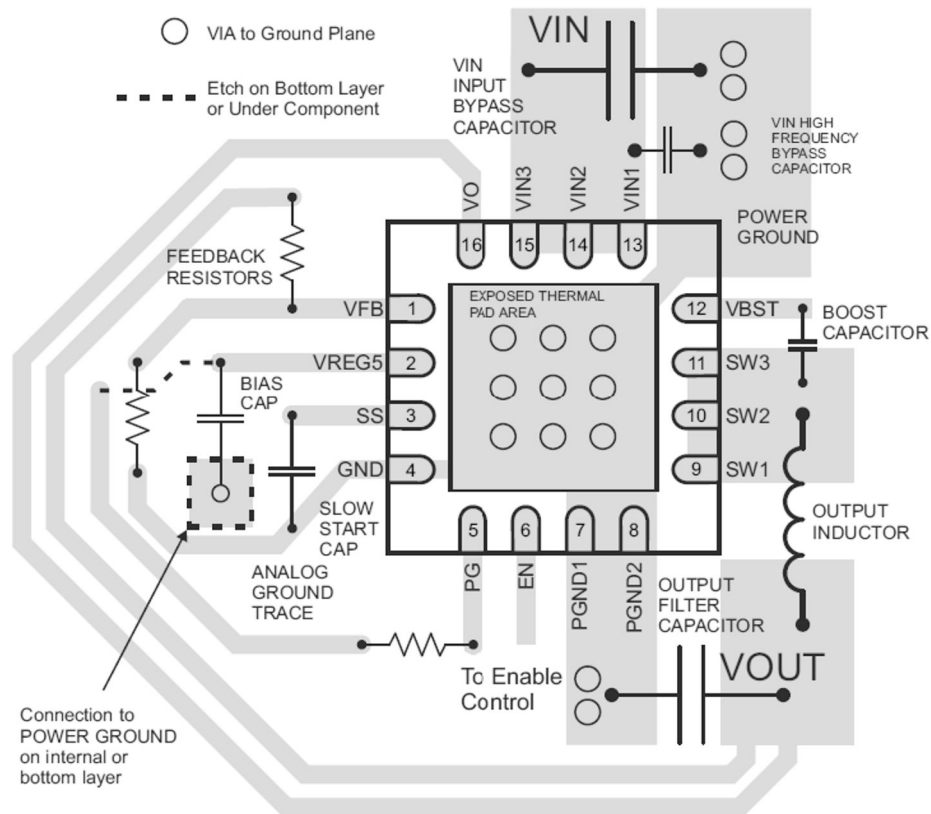 VIA to Ground Plane
Etch on Bottom Layer
or Under Component
VIN
VIN
INPUT
BYPASS
CAPACITOR
VIN HIGH
FREQUENCY
BYPASS
CAPACITOR
POWER
GROUND
VO
VIN3
VIN2
VIN1
16
15
14
13
FEEDBACK
RESISTORS
EXPOSED THERMAL
PAD AREA
VFB
1
VREG5
2
SS
3
GND
4
12
VBST
11
SW3
10
SW2
9
SW1
BOOST
CAPACITOR
BIAS
CAP
SLOW
START
CAP
ANALOG
GROUND
TRACE
5
6
7
8
PG
EN
PGND1
PGND2
OUTPUT
INDUCTOR
OUTPUT
FILTER
CAPACITOR
VOUT
To Enable
Control
Connection to
POWER GROUND
on internal or
bottom layer